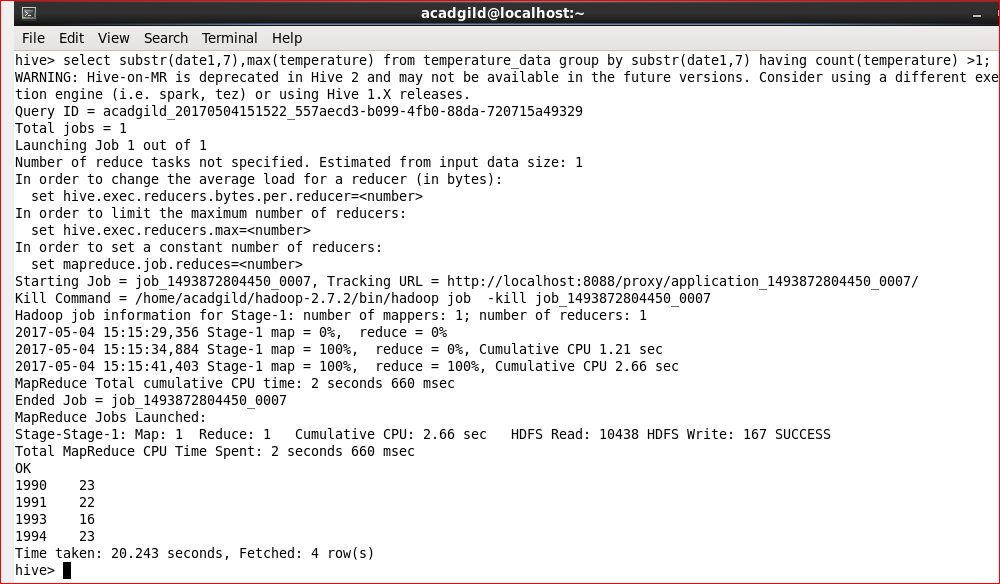 acadgild@localhost:~
File Edit View Search Terminal Help
hive> select substr(date1,7),max(temperature) from temperature_data group by substr(date1,7) having count(temperature) >1;
WARNING: Hive-on-MR is deprecated in Hive 2 and may not be available in the future versions. Consider using a different exe
tion engine (i.e. spark, tez) or using Hive 1.X releases.
Query ID = acadgild_20170504151522_557aecd3-b099-4fb0-88da-720715a49329
Total jobs = 1
Launching Job 1 out of 1
Number of reduce tasks not specified. Estimated from input data size: 1
In order to change the average load for a reducer (in bytes):
  set hive.exec.reducers.bytes.per.reducer=<number>
In order to limit the maximum number of reducers:
  set hive.exec.reducers.max=<number>
In order to set a constant number of reducers:
  set mapreduce.job.reduces=<number>
Starting Job = job_1493872804450_0007, Tracking URL = http://localhost:8088/proxy/application_1493872804450_0007/
Kill Command = /home/acadgild/hadoop-2.7.2/bin/hadoop job  -kill job_1493872804450_0007
Hadoop job information for Stage-1: number of mappers: 1; number of reducers: 1
2017-05-04 15:15:29,356 Stage-1 map = 0%,  reduce = 0%
2017-05-04 15:15:34,884 Stage-1 map = 100%,  reduce = 0%, Cumulative CPU 1.21 sec
2017-05-04 15:15:41,403 Stage-1 map = 100%,  reduce = 100%, Cumulative CPU 2.66 sec
MapReduce Total cumulative CPU time: 2 seconds 660 msec
Ended Job = job_1493872804450_0007
MapReduce Jobs Launched:
Stage-Stage-1: Map: 1  Reduce: 1   Cumulative CPU: 2.66 sec   HDFS Read: 10438 HDFS Write: 167 SUCCESS
Total MapReduce CPU Time Spent: 2 seconds 660 msec
OK
1990    23
1991    22
1993    16
1994    23
Time taken: 20.243 seconds, Fetched: 4 row(s)
hive>